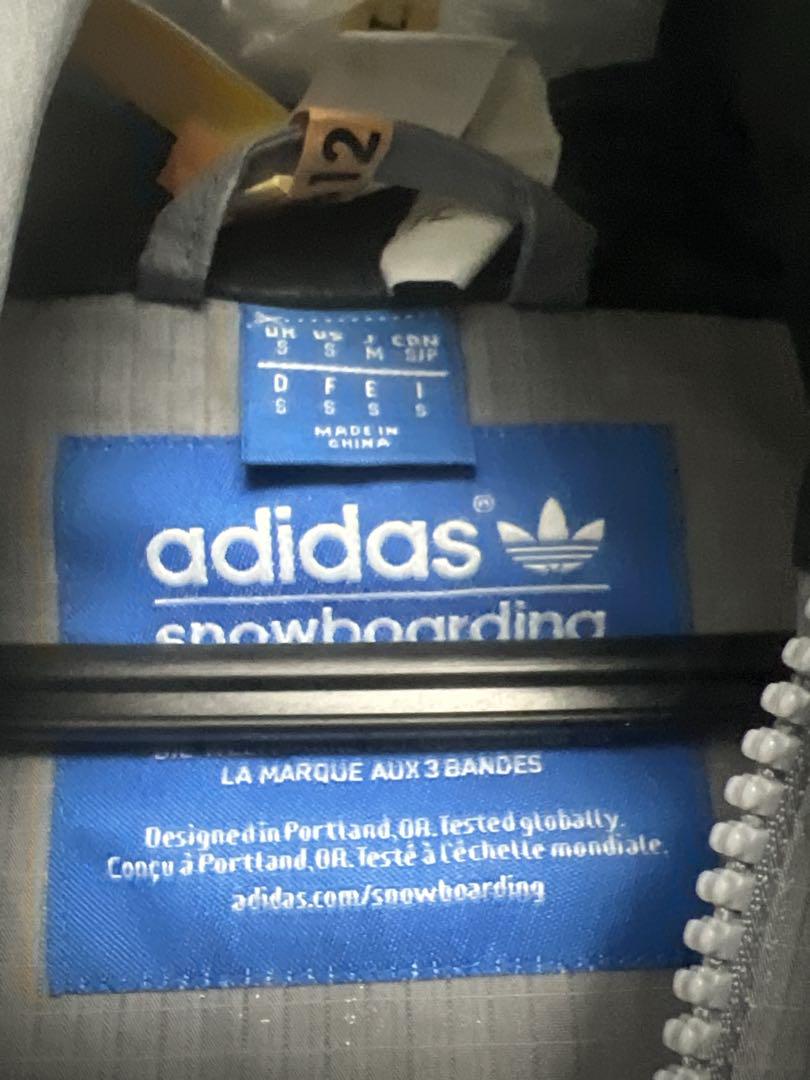 12
UK US J CDN
S S M S/P
D F E I
S S S S
MADE IN
CHINA
adidas®
snowboarding
LA MARQUE AUX 3 BANDES
Designed in Portland, OR. Tested globally.
Conçu à Portland, OR. Testé à l'échelle mondiale.
adidas.com/snowboarding